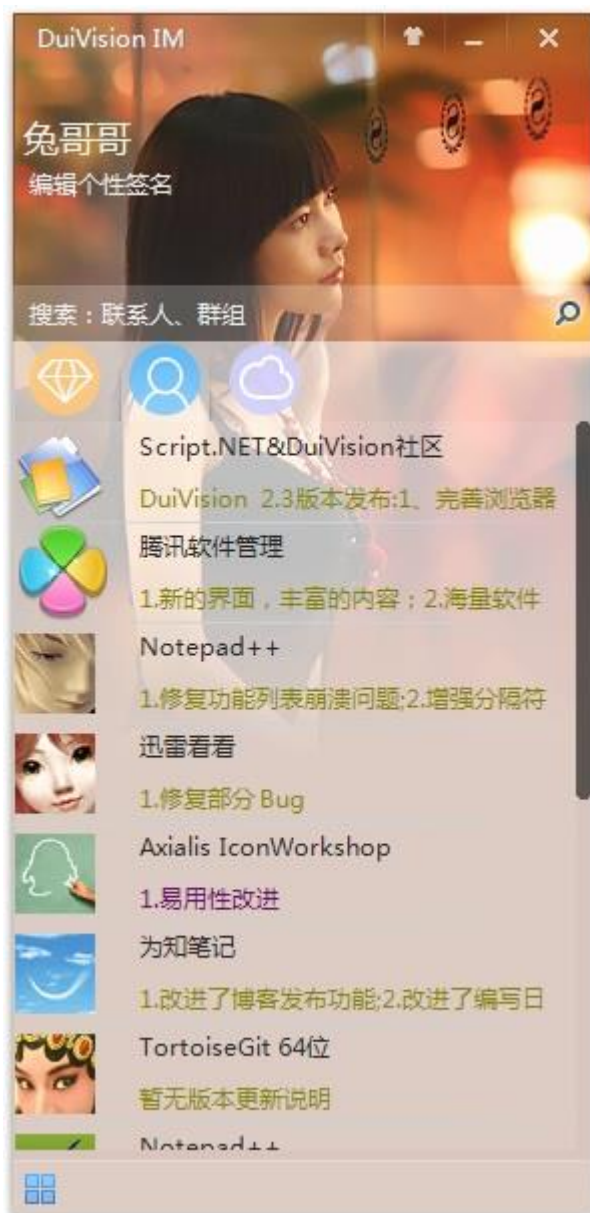 DuiVision IM
兔哥哥
编辑个性签名
搜索：联系人、群组
Script.NET&DuiVision社区
DuiVision 2.3版本发布:1、完善浏览器
腾讯软件管理
1.新的界面，丰富的内容；2.海量软件
Notepad++
1.修复功能列表崩溃问题;2.增强分隔符
迅雷看看
1.修复部分Bug
Axialis IconWorkshop
1.易用性改进
为知笔记
1.改进了博客发布功能;2.改进了编写日
TortoiseGit 64位
暂无版本更新说明
Notepad++